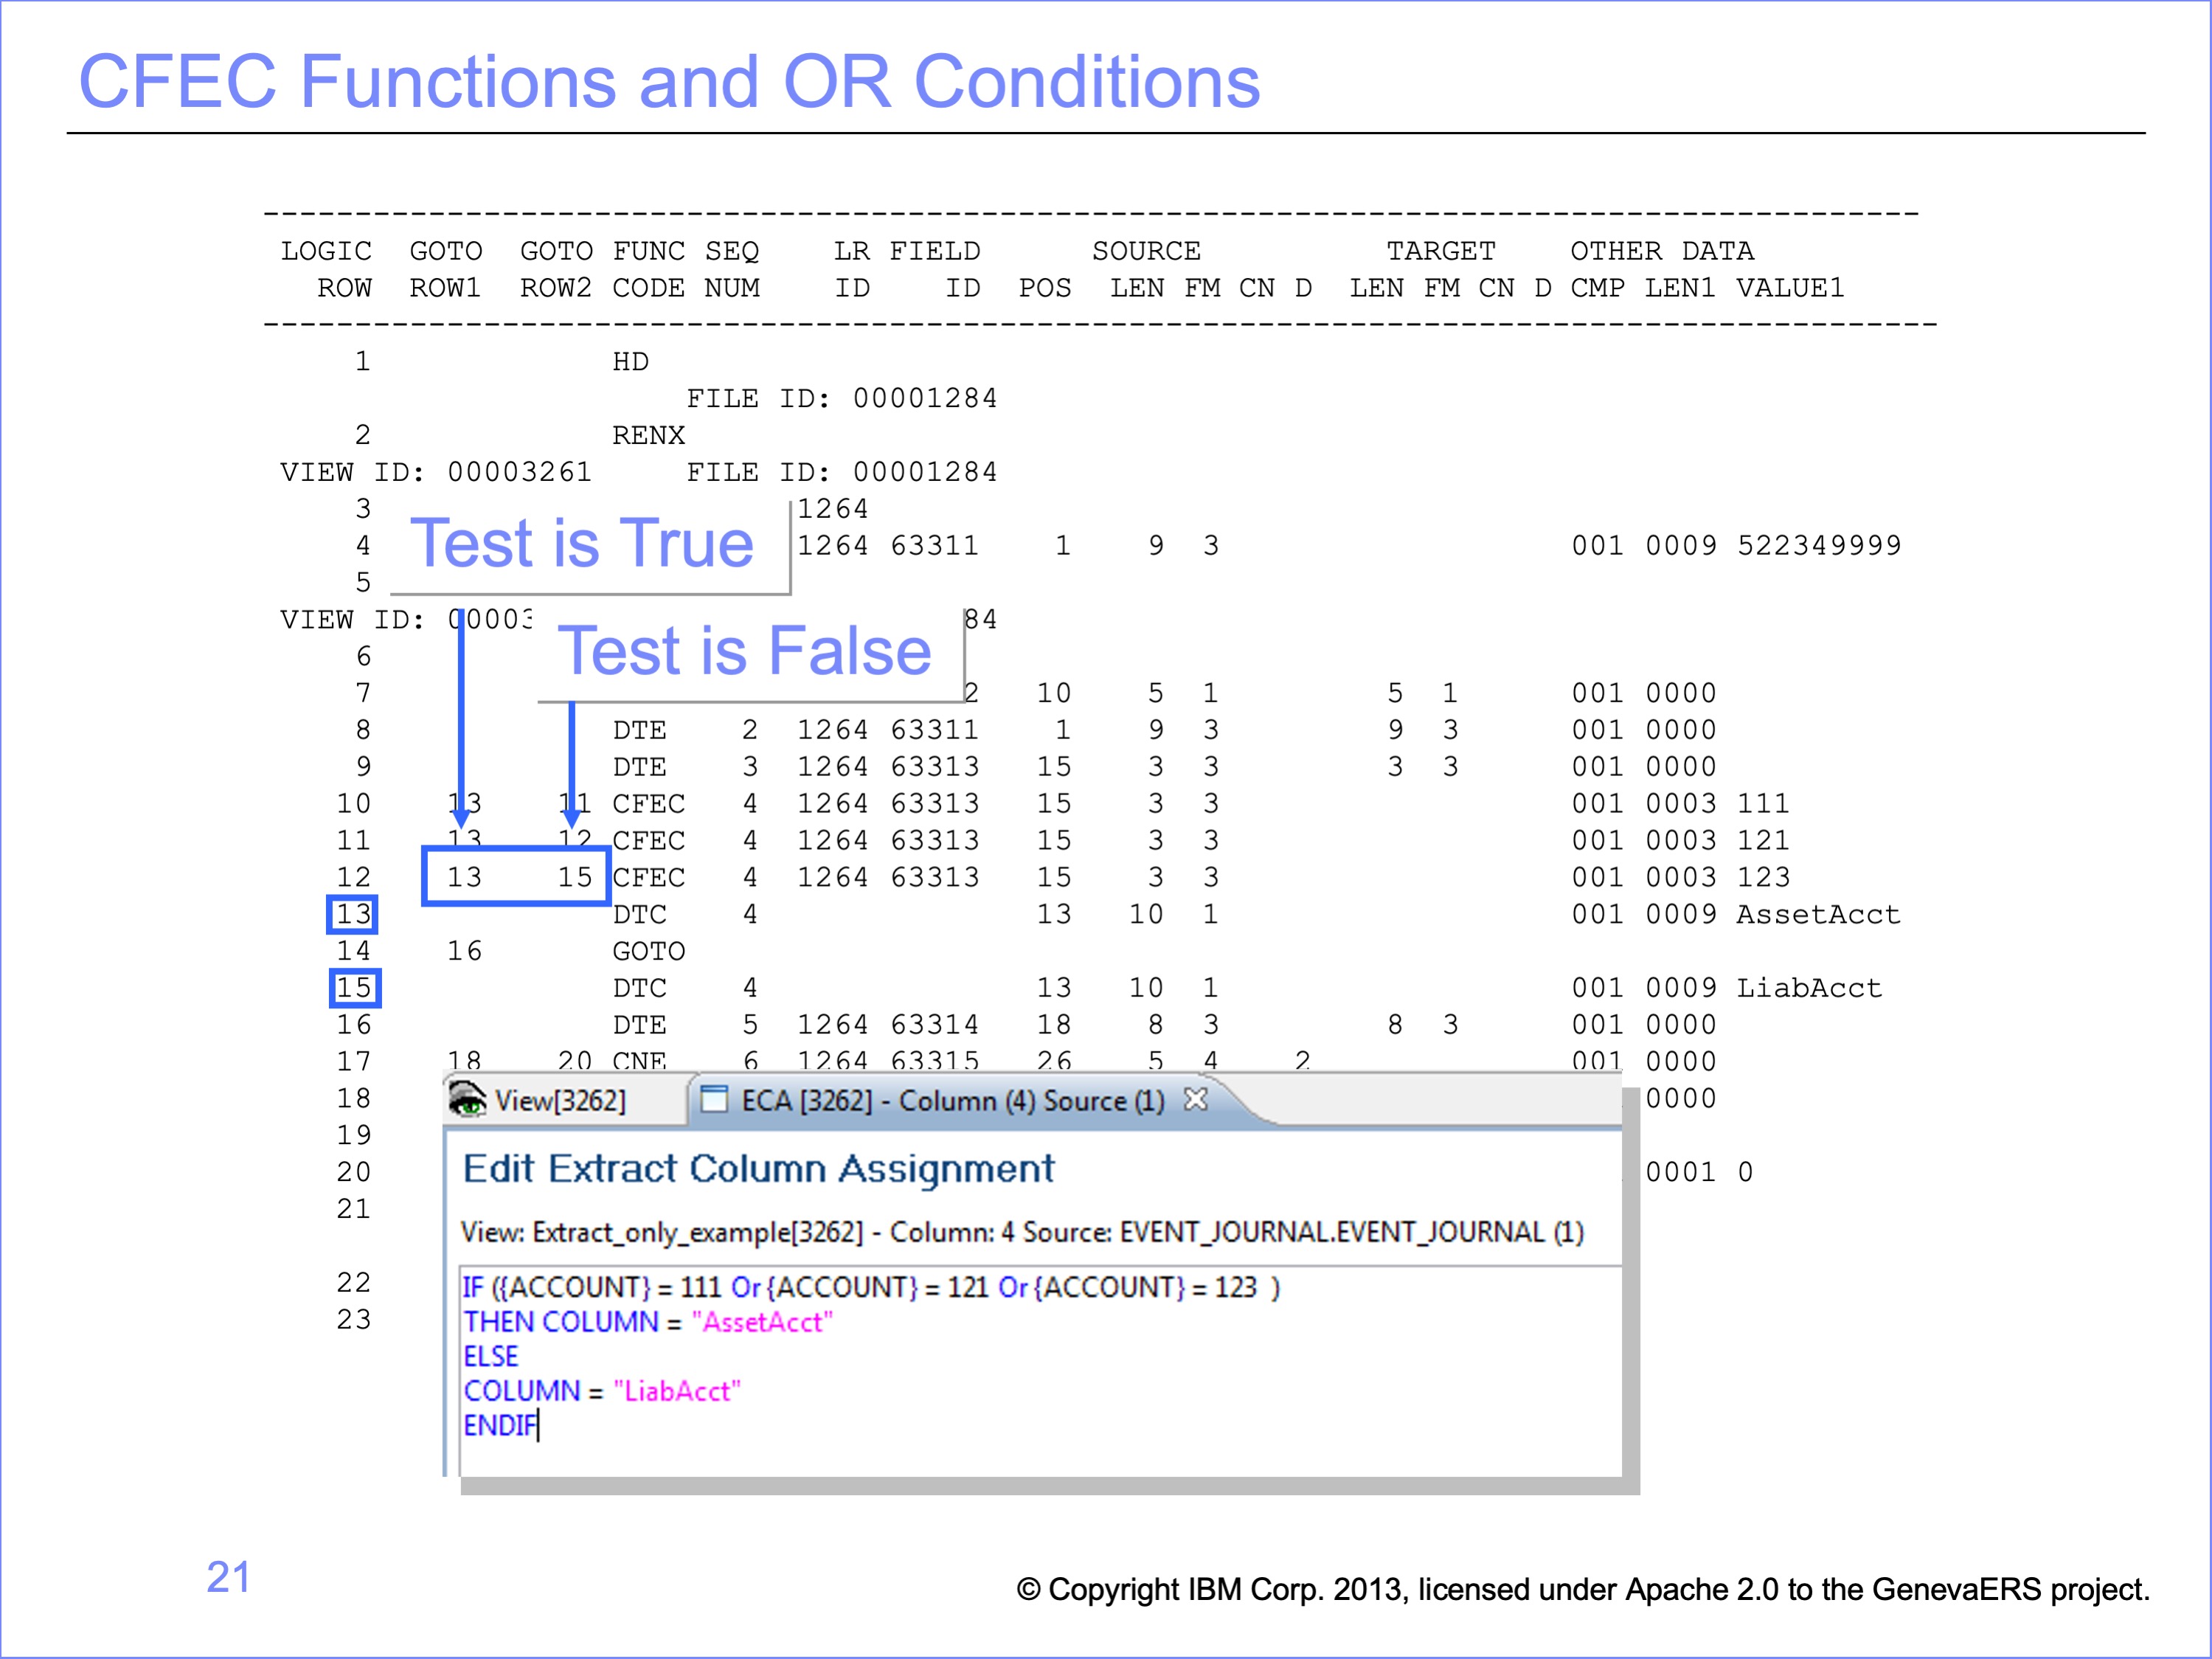 CFEC Functions and OR Conditions
LOGIC GOTO GOTO FUNC SEQ LR FIELD SOURCE TARGET OTHER DATA
ROW ROW1 ROW2 CODE NUM ID ID POS LEN FM CN D LEN FM CN D CMP LEN1 VALUE1
1 HD
FILE ID: 00001284
2 RENX
VIEW ID: 00003261 FILE ID: 00001284
3 1264
Test is True
4 1264 63311 1 9 3 001 0009 522349999
5
VIEW ID: 00003 84
Test is False
6
7 2 10 5 1 5 1 001 0000
8 DTE 2 1264 63311 1 9 3 9 3 001 0000
9 DTE 3 1264 63313 15 3 3 3 3 001 0000
10 13 11 CFEC 4 1264 63313 15 3 3 001 0003 111
11 13 12 CFEC 4 1264 63313 15 3 3 001 0003 121
12 13 15 CFEC 4 1264 63313 15 3 3 001 0003 123
13 DTC 4 13 10 1 001 0009 AssetAcct
14 16 GOTO
15 DTC 4 13 10 1 001 0009 LiabAcct
16 DTE 5 1264 63314 18 8 3 8 3 001 0000
17 18 20 CNE 6 1264 63315 26 5 4 2 001 0000
18 0000
19
20 0001 0
21
22
23
View[3262] ECA [3262] - Column (4) Source (1)
Edit Extract Column Assignment
View: Extract_only_example[3262] - Column: 4 Source: EVENT_JOURNAL.EVENT_JOURNAL (1)
IF ({ACCOUNT} = 111 Or {ACCOUNT} = 121 Or {ACCOUNT} = 123 )
THEN COLUMN = "AssetAcct"
ELSE
COLUMN = "LiabAcct"
ENDIF
21
© Copyright IBM Corp. 2013, licensed under Apache 2.0 to the GenevaERS project.